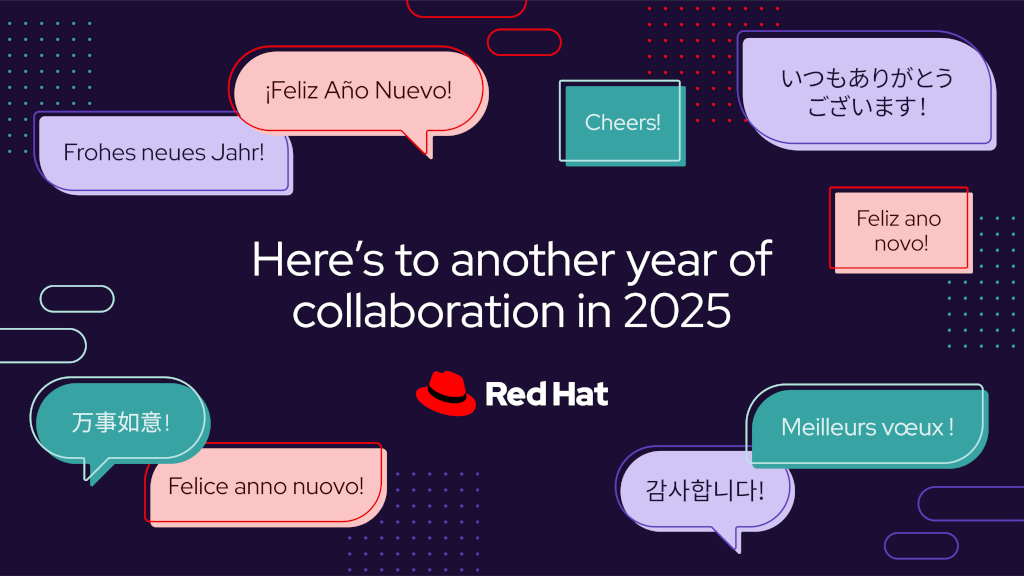 ¡Feliz Año Nuevo!
Frohes neues Jahr!
Cheers!
いつもありがとう
ございます！
Feliz ano
novo!
Here’s to another year of
collaboration in 2025
Red Hat
万事如意！
Felice anno nuovo!
Meilleurs vœux !
감사합니다!